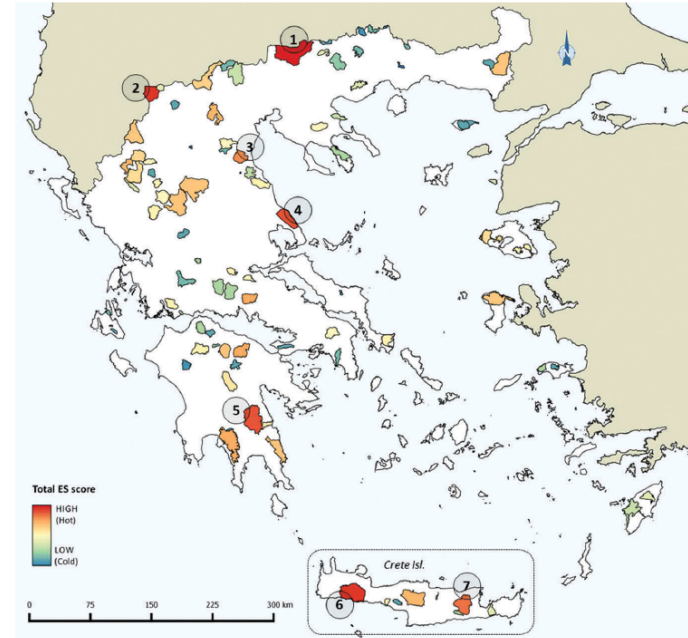 1
2
3
4
5
Total ES score
HIGH
(Hot)
LOW
(Cold)
0 75 150 225 300 km
Crete Isl.
6
7